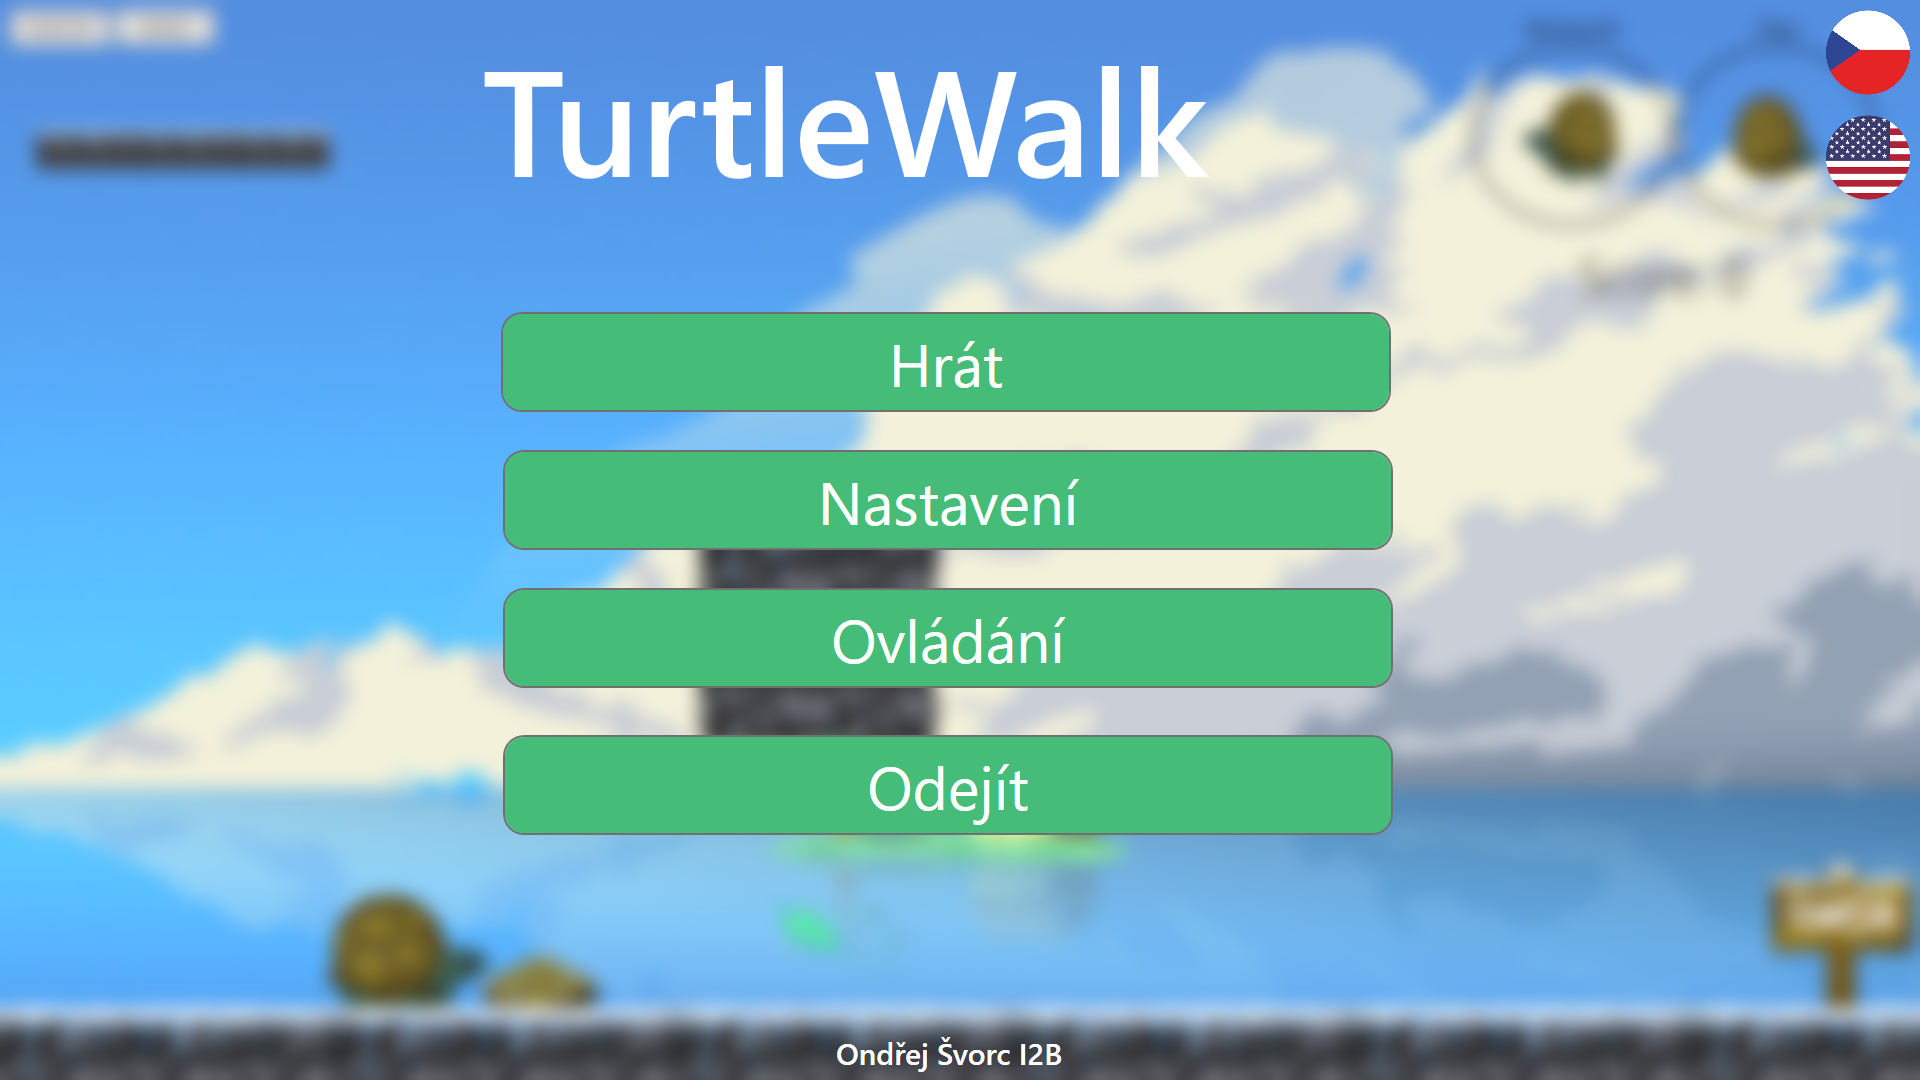 TurtleWalk
Hrát
Nastavení
Ovládání
Odejít
Ondřej Švorc I2B